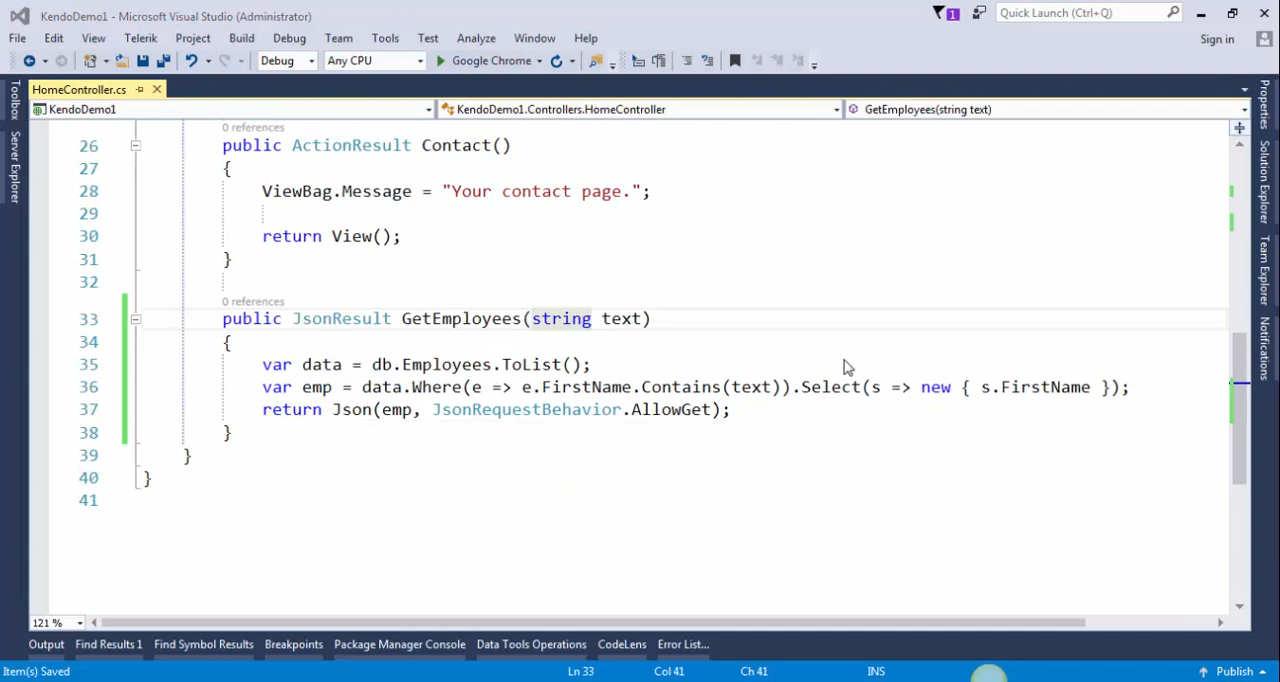 KendoDemo1 - Microsoft Visual Studio (Administrator)
1
Quick Launch (Ctrl+Q)
File Edit View Telerik Project Build Debug Team Tools Test Analyze Window Help
Sign in
Debug Any CPU Google Chrome
HomeController.cs
KendoDemo1 KendoDemo1.Controllers.HomeController GetEmployees(string text)
Toolbox
Server Explorer
0 references
26 public ActionResult Contact()
27 {
28 ViewBag.Message = "Your contact page.";
29
30 return View();
31 }
32
0 references
33 public JsonResult GetEmployees(string text)
34 {
35 var data = db.Employees.ToList();
36 var emp = data.Where(e => e.FirstName.Contains(text)).Select(s => new { s.FirstName });
37 return Json(emp, JsonRequestBehavior.AllowGet);
38 }
39 }
40 }
41
Properties
Solution Explorer
Team Explorer
Notifications
121 %
Output Find Results 1 Find Symbol Results Breakpoints Package Manager Console Data Tools Operations CodeLens Error List...
Item(s) Saved Ln 33 Col 41 Ch 41 INS Publish